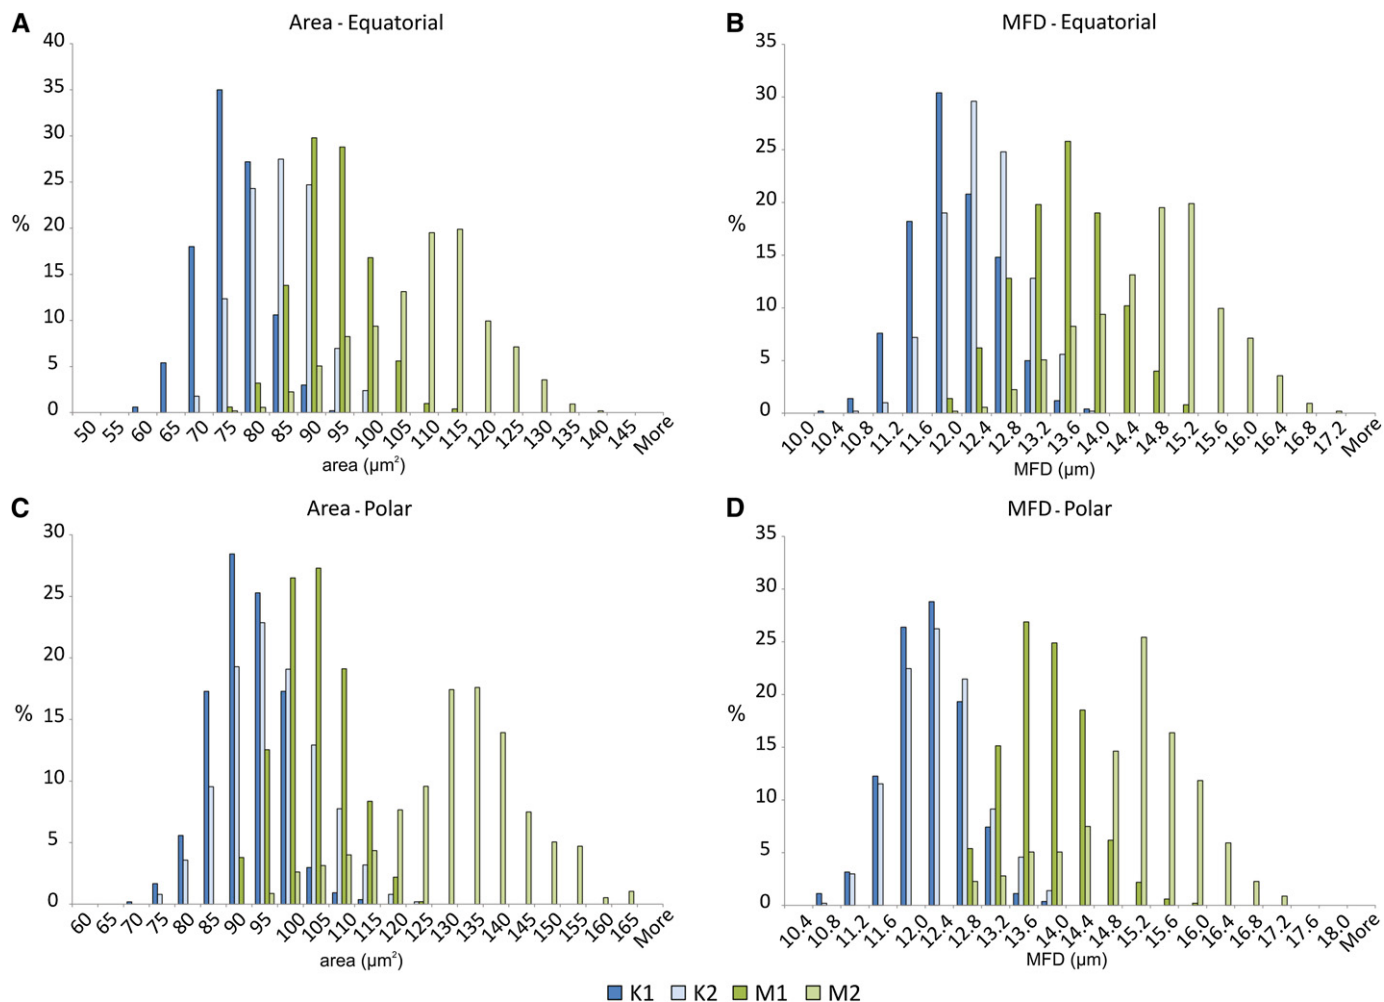 A
Area - Equatorial
40
35
30
25
%
20
15
10
5
0
50 55 60 65 70 75 80 85 90 95 100 105 110 115 120 125 130 135 140 145 More
area (µm²)
B
MFD - Equatorial
35
30
25
%
20
15
10
5
0
10.0 10.4 10.8 11.2 11.6 12.0 12.4 12.8 13.2 13.6 14.0 14.4 14.8 15.2 15.6 16.0 16.4 16.8 17.2 More
MFD (µm)
C
Area - Polar
30
25
20
%
15
10
5
0
60 65 70 75 80 85 90 95 100 105 110 115 120 125 130 135 140 145 150 155 160 165 More
area (µm²)
D
MFD - Polar
35
30
25
20
%
15
10
5
0
10.4 10.8 11.2 11.6 12.0 12.4 12.8 13.2 13.6 14.0 14.4 14.8 15.2 15.6 16.0 16.4 16.8 17.2 17.6 18.0 More
MFD (µm)
K1 K2 M1 M2